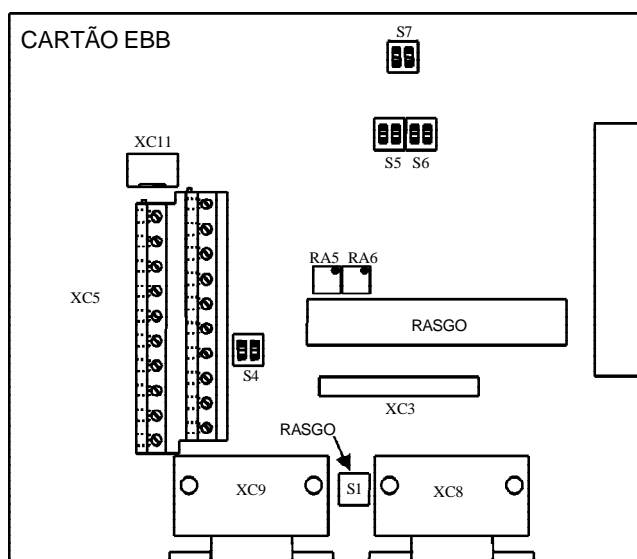 CARTÃO EBB
S7
XC11
S5 S6
RA5 RA6
XC5
RASGO
S4
XC3
RASGO
XC9
S1
XC8